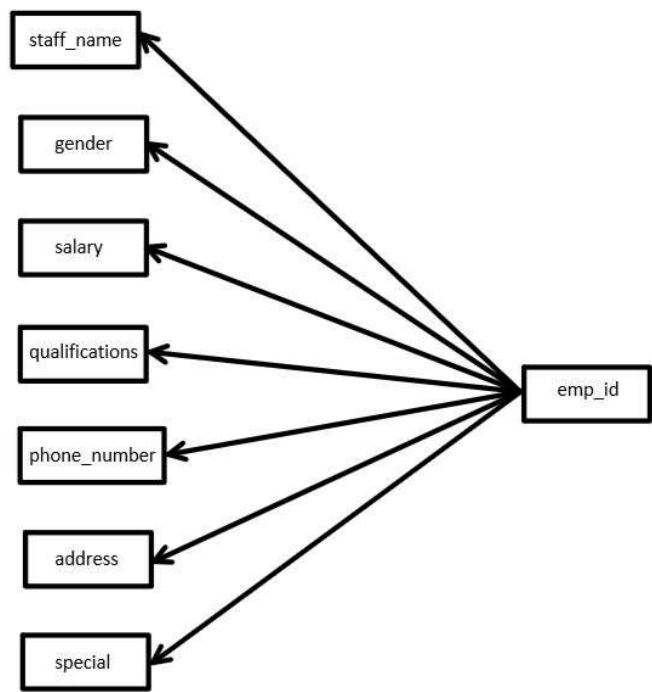 staff_name
gender
salary
qualifications
emp_id
phone_number
address
special